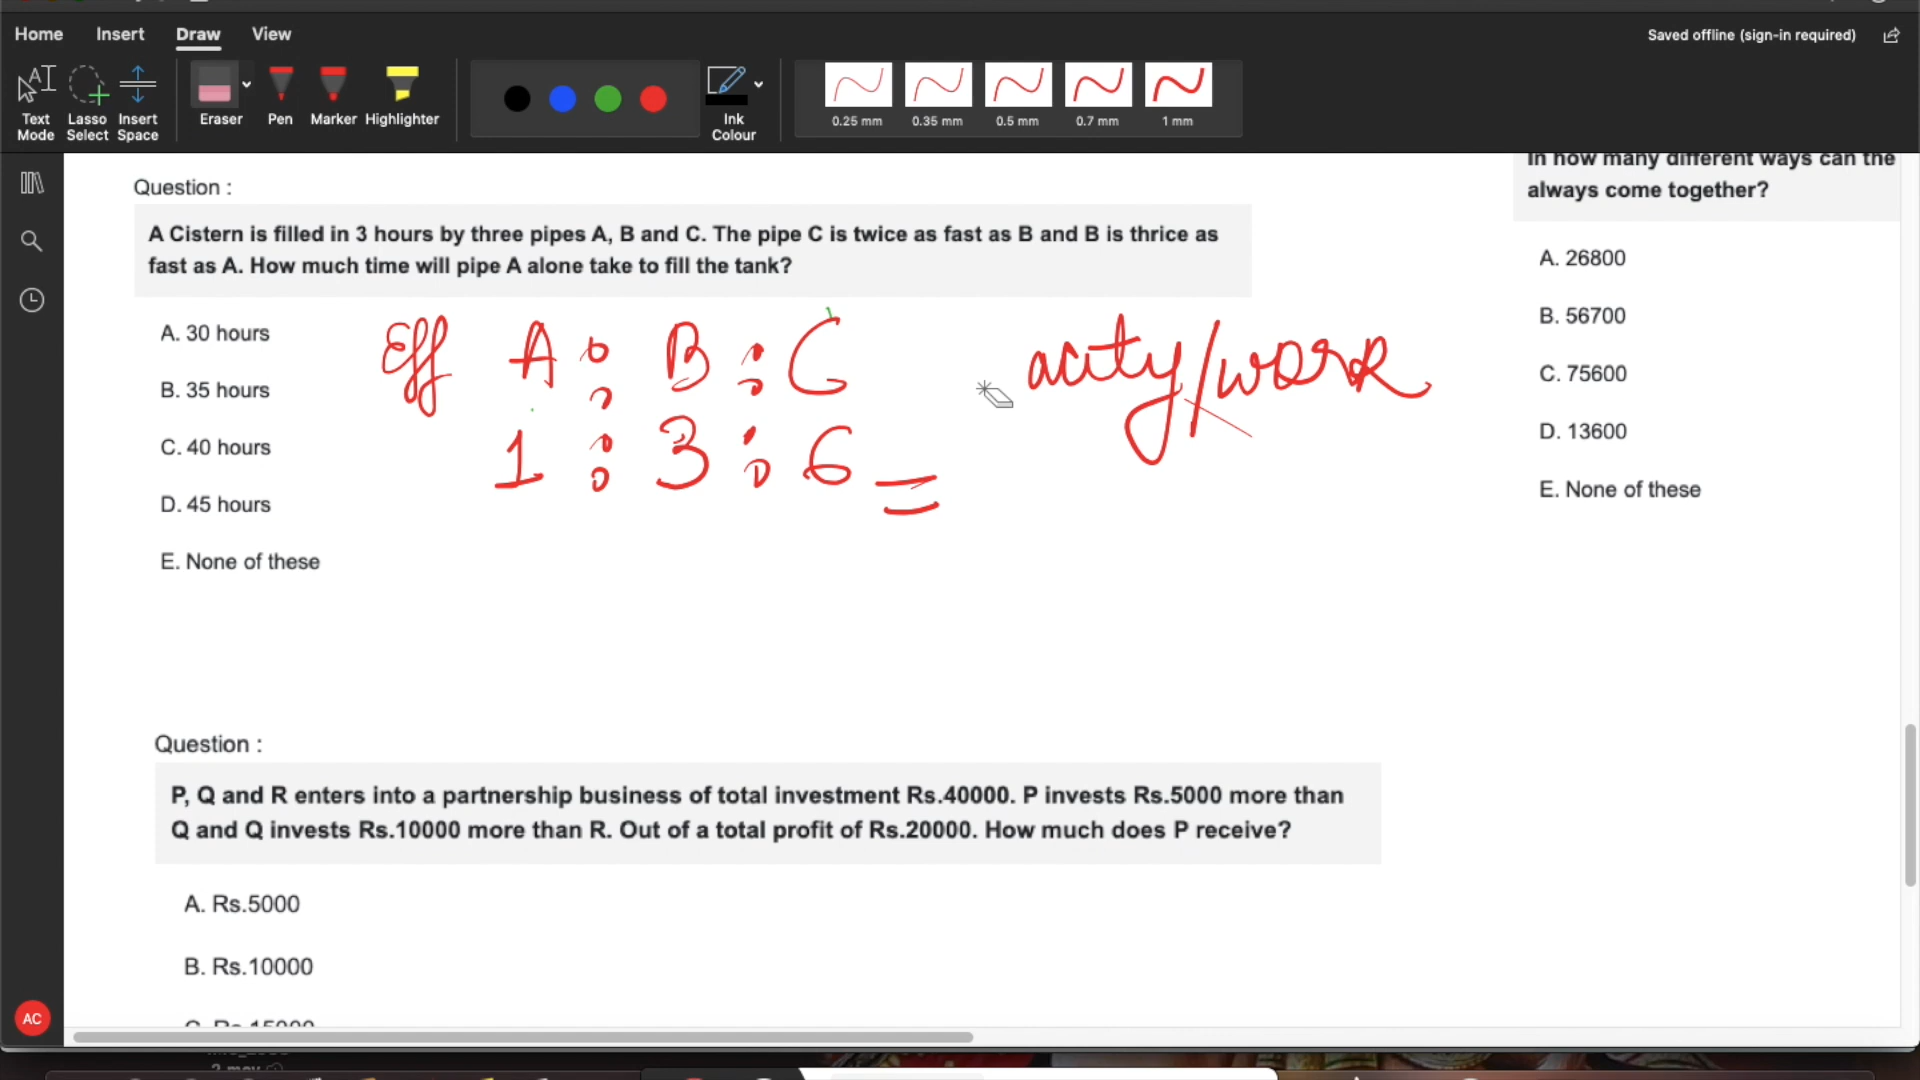 Home Insert Draw View
Saved offline (sign-in required)
Text Mode
Lasso Select
Insert Space
Eraser
Pen
Marker
Highlighter
Ink Colour
0.25 mm
0.35 mm
0.5 mm
0.7 mm
1 mm
Question :
A Cistern is filled in 3 hours by three pipes A, B and C. The pipe C is twice as fast as B and B is thrice as
fast as A. How much time will pipe A alone take to fill the tank?
A. 30 hours
B. 35 hours
C. 40 hours
D. 45 hours
E. None of these
Eff A : B : C
1 : 3 : 6 =
acity/work
In how many different ways can the
always come together?
A. 26800
B. 56700
C. 75600
D. 13600
E. None of these
Question :
P, Q and R enters into a partnership business of total investment Rs.40000. P invests Rs.5000 more than
Q and Q invests Rs.10000 more than R. Out of a total profit of Rs.20000. How much does P receive?
A. Rs.5000
B. Rs.10000
C. Rs.15000
AC